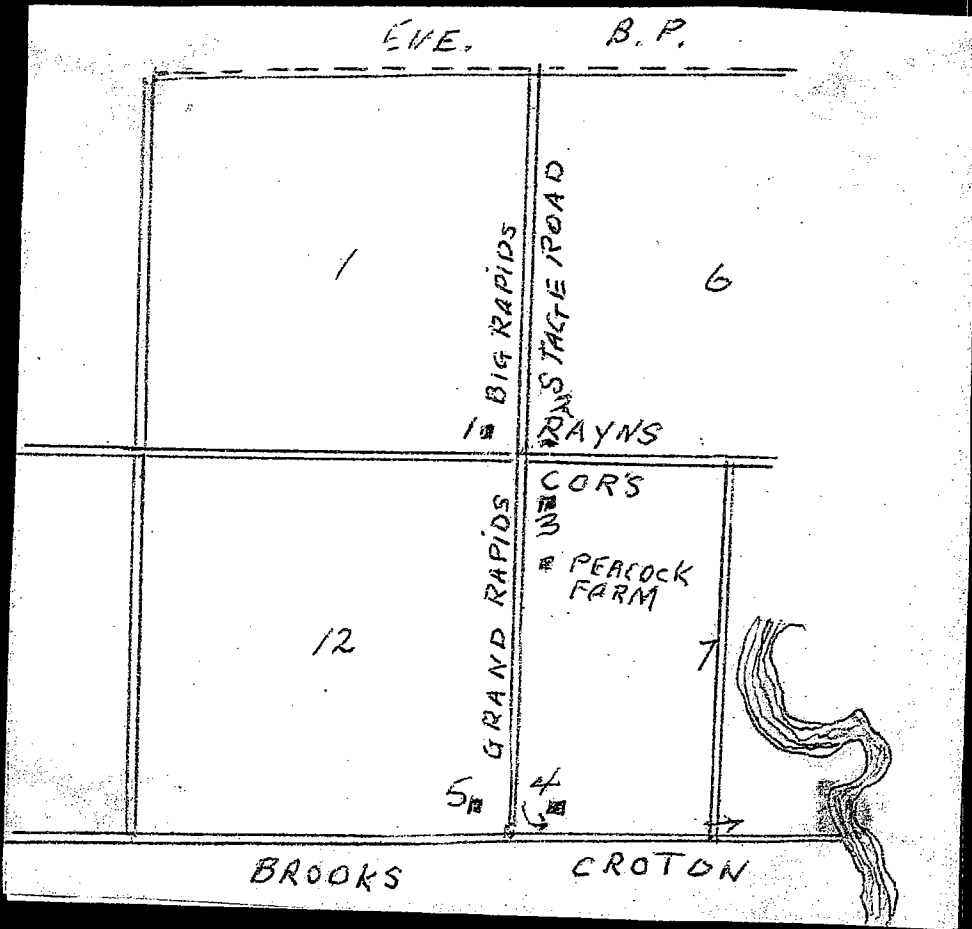 EVE. B.P.
1
6
BIG RAPIDS
STAGE ROAD
1
RAYNS
COR'S
3
PEACOCK
FARM
GRAND RAPIDS
12
7
5
4
BROOKS CROTON